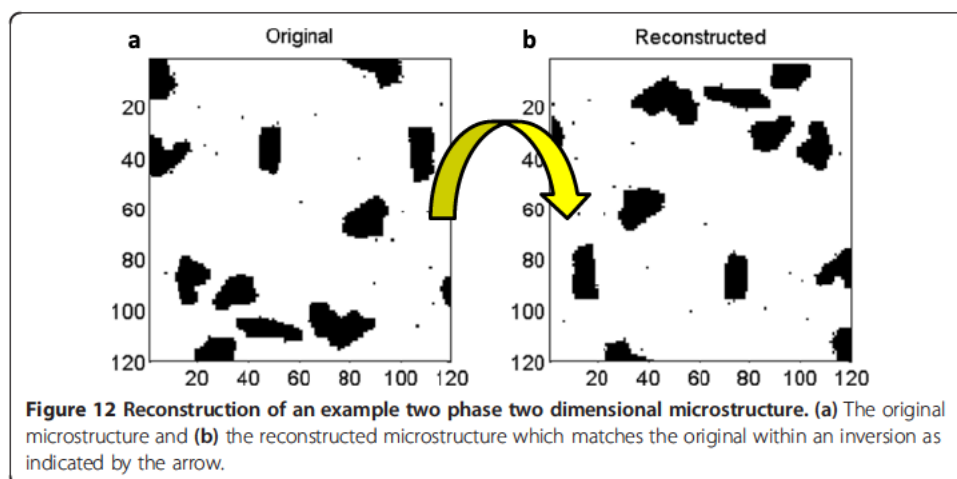 a Original b Reconstructed
20 20
40 40
60 60
80 80
100 100
120 120
20 40 60 80 100 120 20 40 60 80 100 120
Figure 12 Reconstruction of an example two phase two dimensional microstructure. (a) The original
microstructure and (b) the reconstructed microstructure which matches the original within an inversion as
indicated by the arrow.